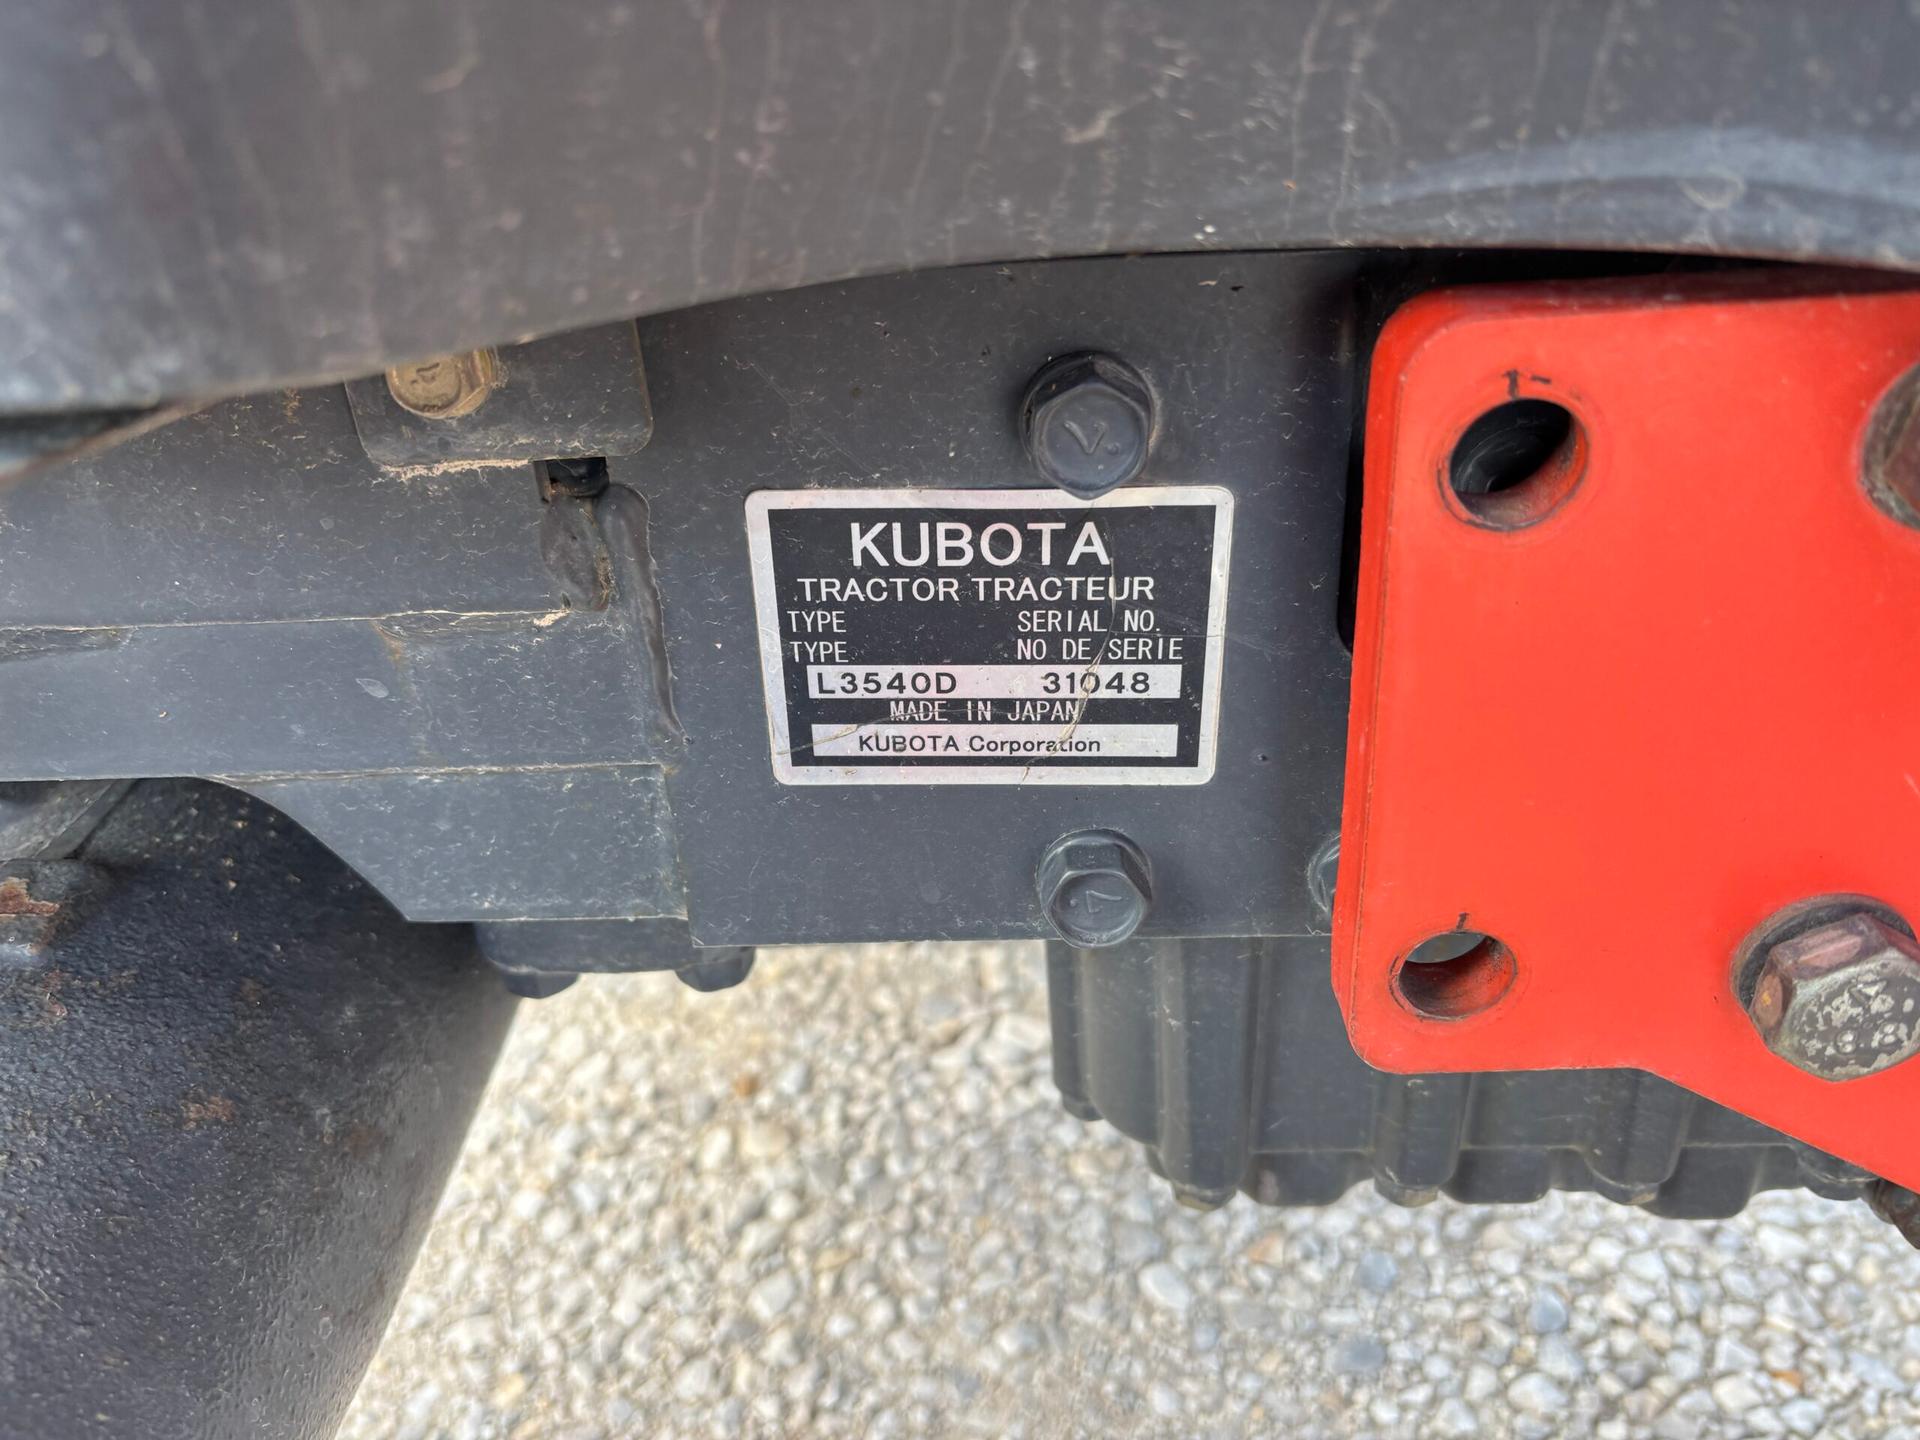 KUBOTA
TRACTOR TRACTEUR
TYPE SERIAL NO.
TYPE NO DE SERIE
L3540D 31048
MADE IN JAPAN
KUBOTA Corporation